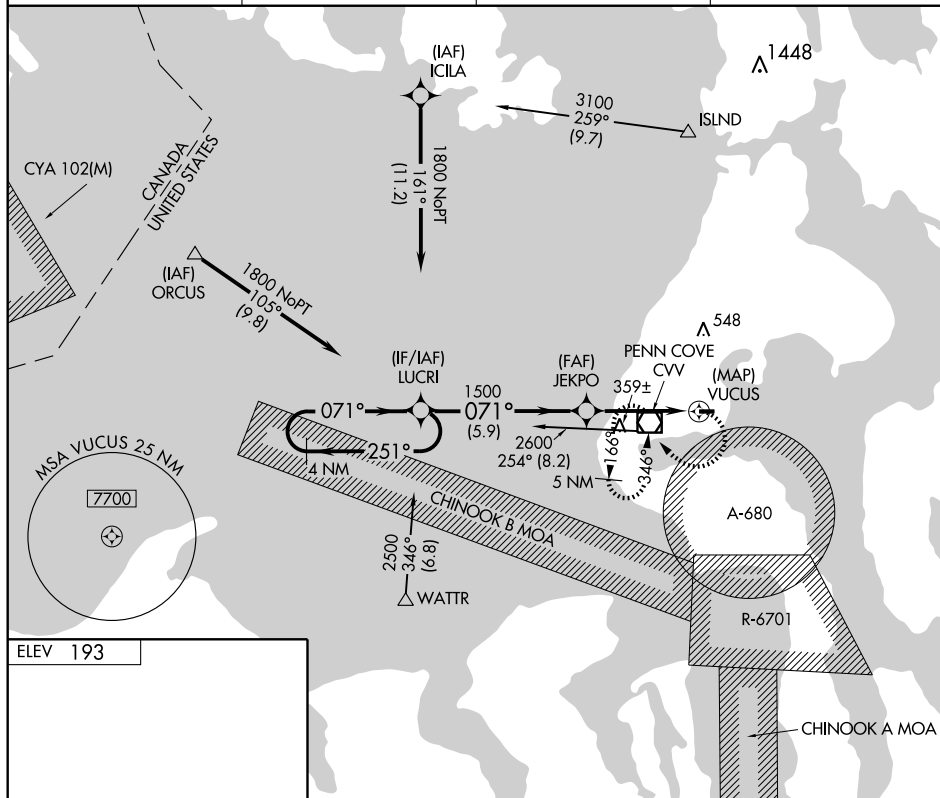 (IAF)
ICILA
1448
3100
259°
(9.7)
ISLND
1800 NoPT
161°
(11.2)
CYA 102(M)
CANADA
UNITED STATES
(IAF)
ORCUS
1800 NoPT
105°
(9.8)
548
PENN COVE
CVV
(IF/IAF)
LUCRI
(FAF)
JEKPO
359±
(MAP)
VUCUS
1500
071°
(5.9)
071°
251°
4 NM
2600
254° (8.2)
166°
346°
5 NM
MSA VUCUS 25 NM
7700
CHINOOK B MOA
A-680
2500
346°
(6.8)
WATTR
R-6701
ELEV 193
CHINOOK A MOA